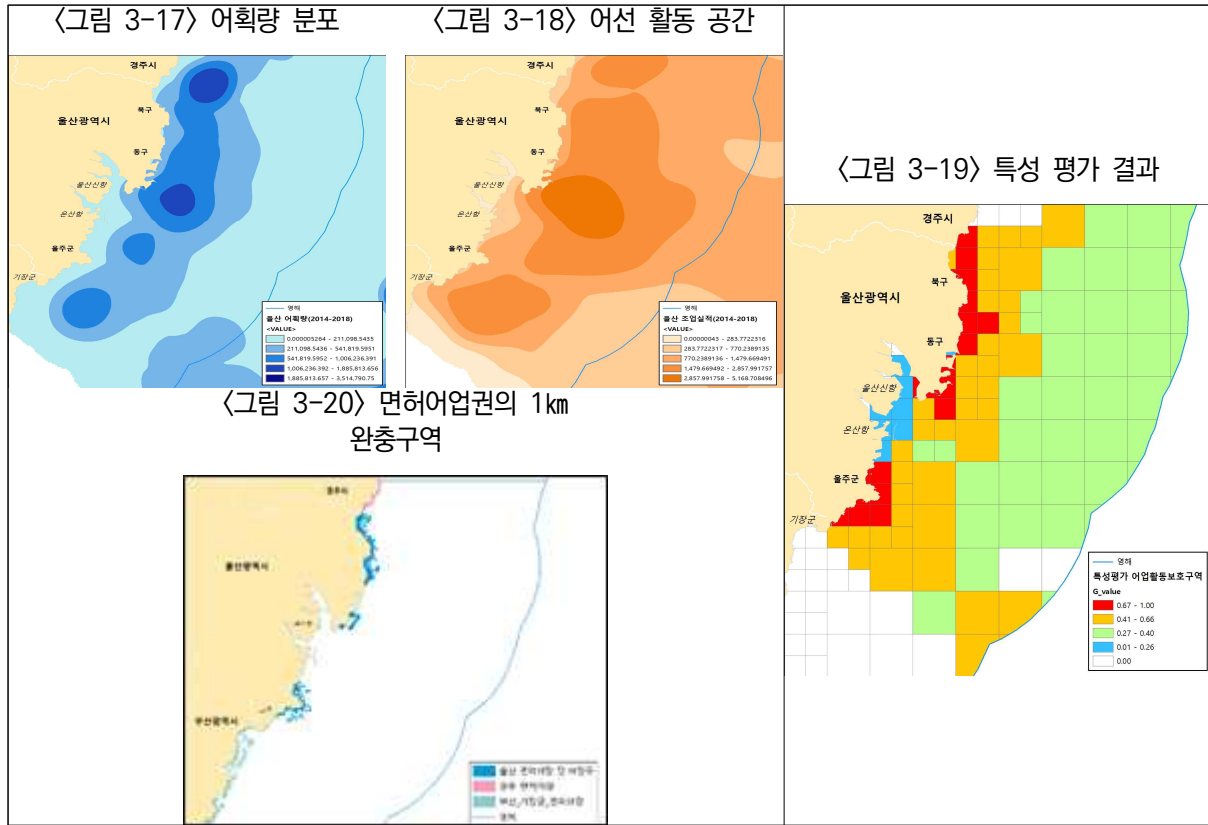 〈그림 3-17〉 어획량 분포
경주시
북구
울산광역시
동구
울산신항
온산항
울주군
기장군
영해
울산 어획량(2014-2018)
<VALUE>
0.000005264 - 211,098.5435
211,098.5436 - 541,819.5951
541,819.5952 - 1,006,236.391
1,006,236.392 - 1,885,813.656
1,885,813.657 - 3,514,790.75
〈그림 3-18〉 어선 활동 공간
경주시
북구
울산광역시
동구
울산신항
온산항
울주군
기장군
영해
울산 조업실적(2014-2018)
<VALUE>
0.00000043 - 283.7722316
283.7722317 - 770.2389135
770.2389136 - 1,479.669491
1,479.669492 - 2,857.991757
2,857.991758 - 5,168.708496
〈그림 3-20〉 면허어업권의 1㎞
완충구역
경주시
울산광역시
부산광역시
영해
〈그림 3-19〉 특성 평가 결과
경주시
북구
울산광역시
동구
울산신항
온산항
울주군
기장군
영해
특성평가 어업활동보호구역
G_value
0.67 - 1.00
0.41 - 0.66
0.27 - 0.40
0.01 - 0.26
0.00